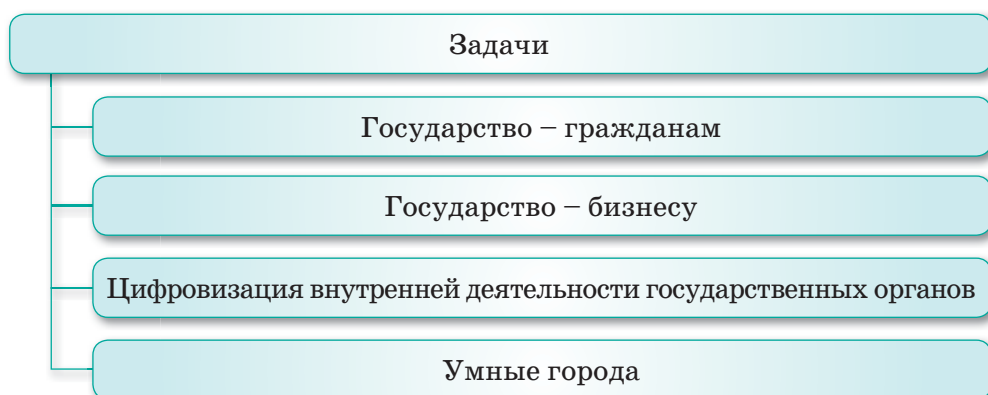 Задачи
Государство – гражданам
Государство – бизнесу
Цифровизация внутренней деятельности государственных органов
Умные города